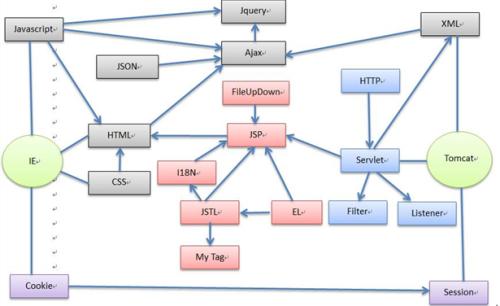 Jquery
XML
Javascript
Ajax
JSON
FileUpDown
HTTP
HTML
JSP
IE
Servlet
Tomcat
I18N
CSS
JSTL
EL
Filter
Listener
My Tag
Cookie
Session